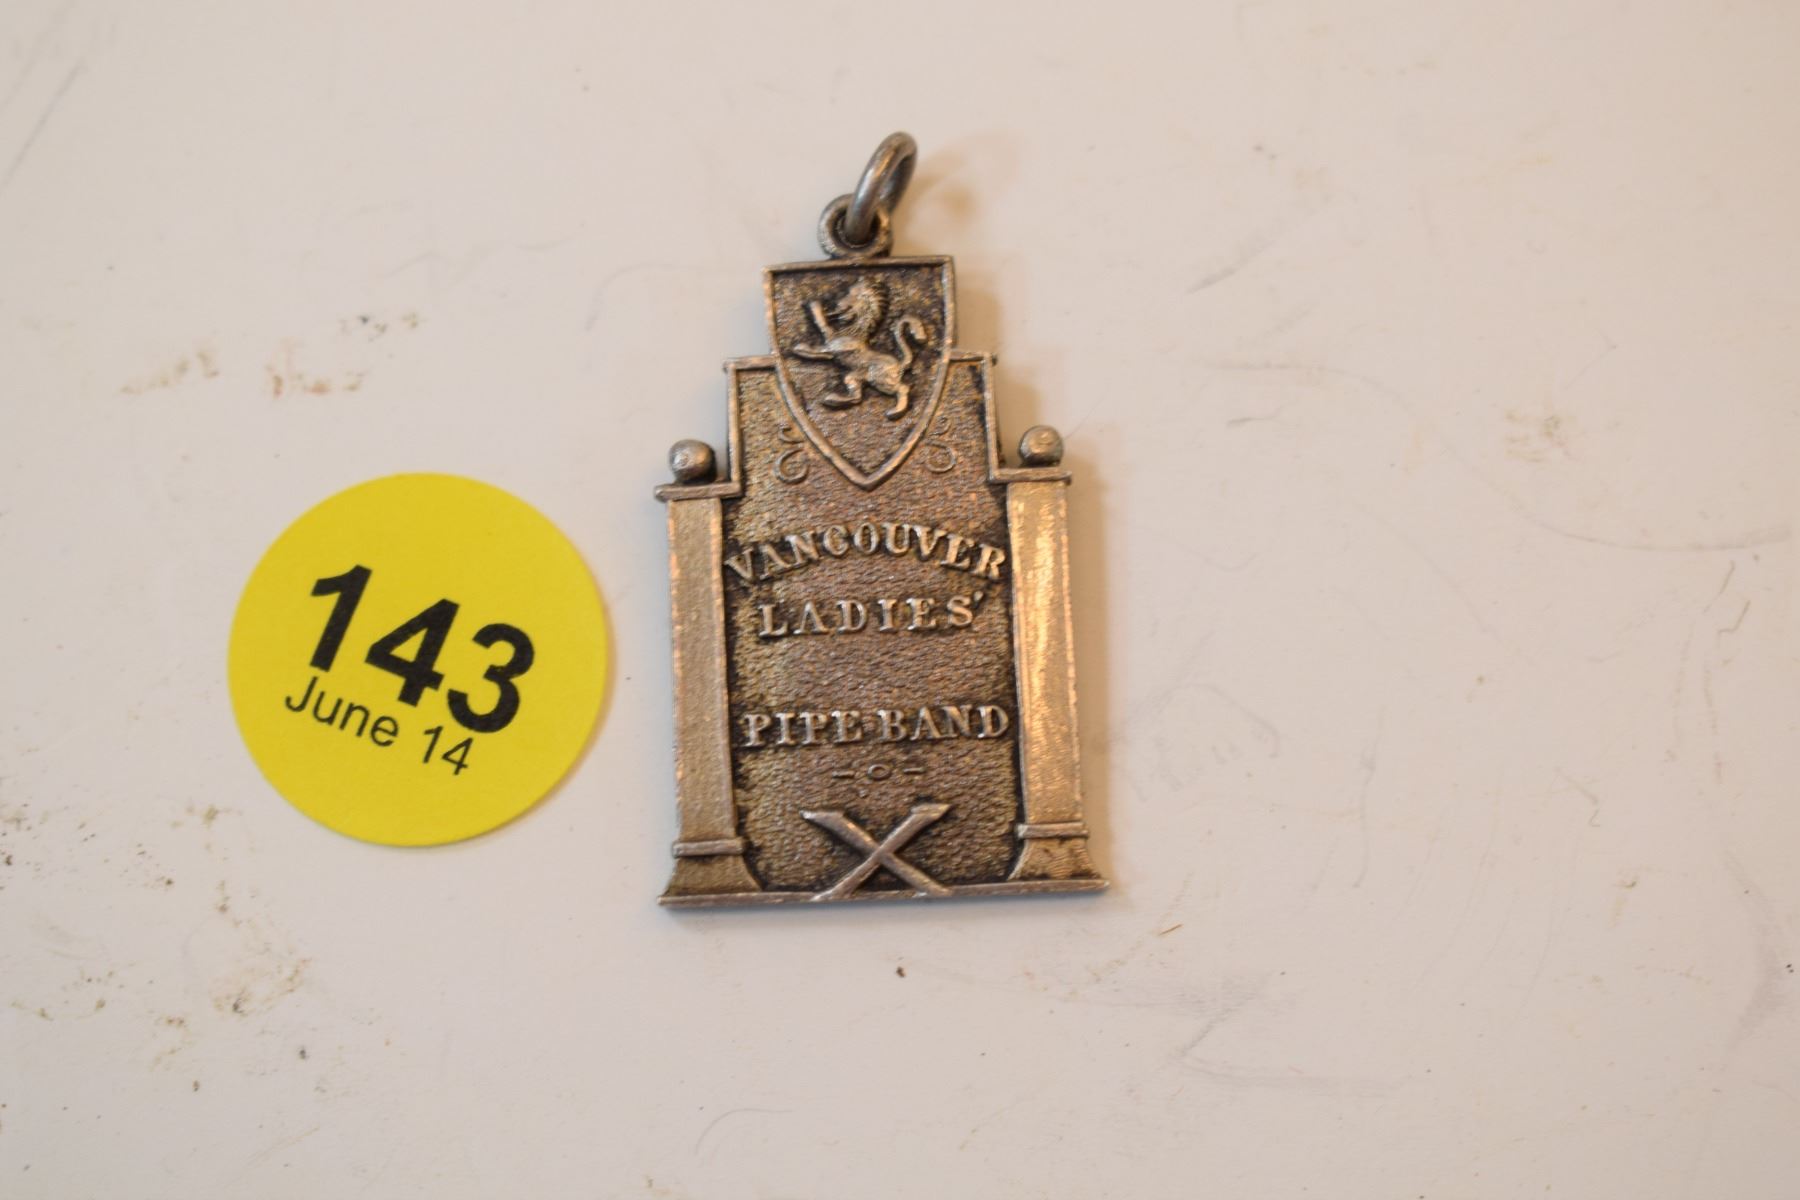 143
June 14
VANCOUVER
LADIES'
PIPE-BAND